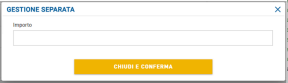 GESTIONE SEPARATA
Importo
CHIUDI E CONFERMA